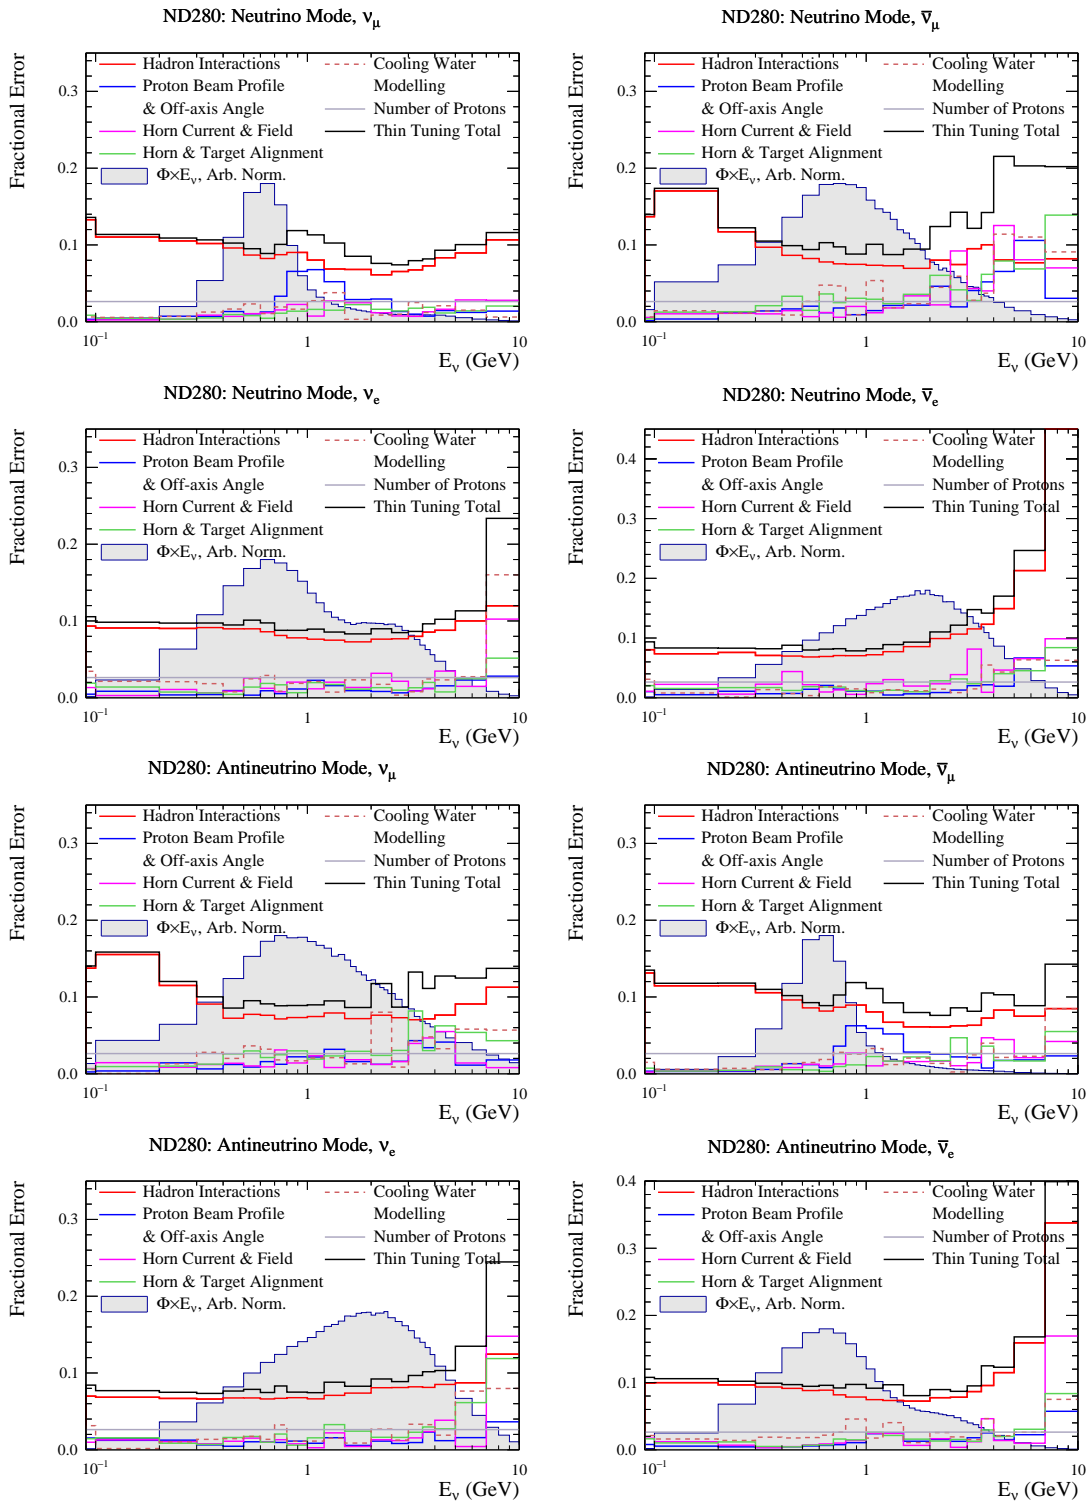 ND280: Neutrino Mode, ν_μ
Fractional Error
0.3
0.2
0.1
0.0
Hadron Interactions
Proton Beam Profile
& Off-axis Angle
Horn Current & Field
Horn & Target Alignment
Φ×E_ν, Arb. Norm.
Cooling Water
Modelling
Number of Protons
Thin Tuning Total
10⁻¹
1
10
E_ν (GeV)
ND280: Neutrino Mode, ν̅_μ
Fractional Error
0.3
0.2
0.1
0.0
Hadron Interactions
Proton Beam Profile
& Off-axis Angle
Horn Current & Field
Horn & Target Alignment
Φ×E_ν, Arb. Norm.
Cooling Water
Modelling
Number of Protons
Thin Tuning Total
10⁻¹
1
10
E_ν (GeV)
ND280: Neutrino Mode, ν_e
Fractional Error
0.3
0.2
0.1
0.0
Hadron Interactions
Proton Beam Profile
& Off-axis Angle
Horn Current & Field
Horn & Target Alignment
Φ×E_ν, Arb. Norm.
Cooling Water
Modelling
Number of Protons
Thin Tuning Total
10⁻¹
1
10
E_ν (GeV)
ND280: Neutrino Mode, ν̅_e
Fractional Error
0.4
0.3
0.2
0.1
0.0
Hadron Interactions
Proton Beam Profile
& Off-axis Angle
Horn Current & Field
Horn & Target Alignment
Φ×E_ν, Arb. Norm.
Cooling Water
Modelling
Number of Protons
Thin Tuning Total
10⁻¹
1
10
E_ν (GeV)
ND280: Antineutrino Mode, ν_μ
Fractional Error
0.3
0.2
0.1
0.0
Hadron Interactions
Proton Beam Profile
& Off-axis Angle
Horn Current & Field
Horn & Target Alignment
Φ×E_ν, Arb. Norm.
Cooling Water
Modelling
Number of Protons
Thin Tuning Total
10⁻¹
1
10
E_ν (GeV)
ND280: Antineutrino Mode, ν̅_μ
Fractional Error
0.3
0.2
0.1
0.0
Hadron Interactions
Proton Beam Profile
& Off-axis Angle
Horn Current & Field
Horn & Target Alignment
Φ×E_ν, Arb. Norm.
Cooling Water
Modelling
Number of Protons
Thin Tuning Total
10⁻¹
1
10
E_ν (GeV)
ND280: Antineutrino Mode, ν_e
Fractional Error
0.3
0.2
0.1
0.0
Hadron Interactions
Proton Beam Profile
& Off-axis Angle
Horn Current & Field
Horn & Target Alignment
Φ×E_ν, Arb. Norm.
Cooling Water
Modelling
Number of Protons
Thin Tuning Total
10⁻¹
1
10
E_ν (GeV)
ND280: Antineutrino Mode, ν̅_e
Fractional Error
0.4
0.3
0.2
0.1
0.0
Hadron Interactions
Proton Beam Profile
& Off-axis Angle
Horn Current & Field
Horn & Target Alignment
Φ×E_ν, Arb. Norm.
Cooling Water
Modelling
Number of Protons
Thin Tuning Total
10⁻¹
1
10
E_ν (GeV)